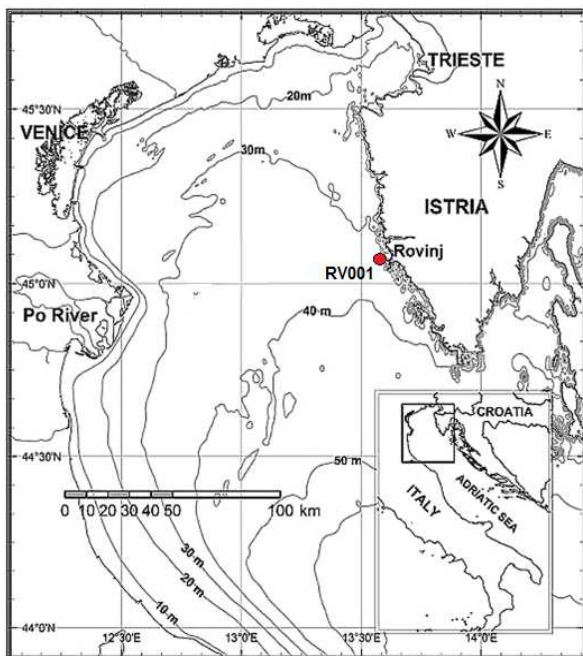 TRIESTE
45°30'N
20m
N
W
E
S
VENICE
30m
ISTRIA
Rovinj
RV001
45°0'N
Po River
40 m
CROATIA
50 m
44°30'N
ITALY
ADRIATIC SEA
0 10 20 30 40 50 100 km
30 m
20 m
10 m
44°0'N
12°30'E
13°0'E
13°30'E
14°0'E